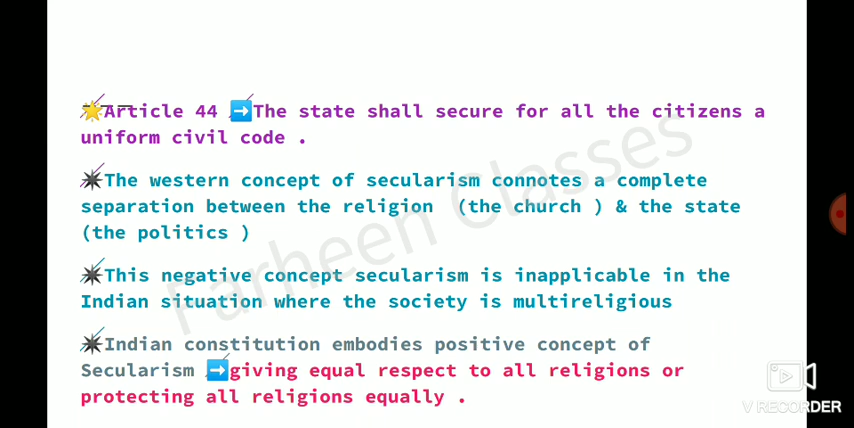 Article 44 ➡The state shall secure for all the citizens a
uniform civil code .
The western concept of secularism connotes a complete
separation between the religion (the church ) & the state
(the politics )
This negative concept secularism is inapplicable in the
Indian situation where the society is multireligious
Indian constitution embodies positive concept of
Secularism ➡giving equal respect to all religions or
protecting all religions equally .
Farheen Classes
V RECORDER